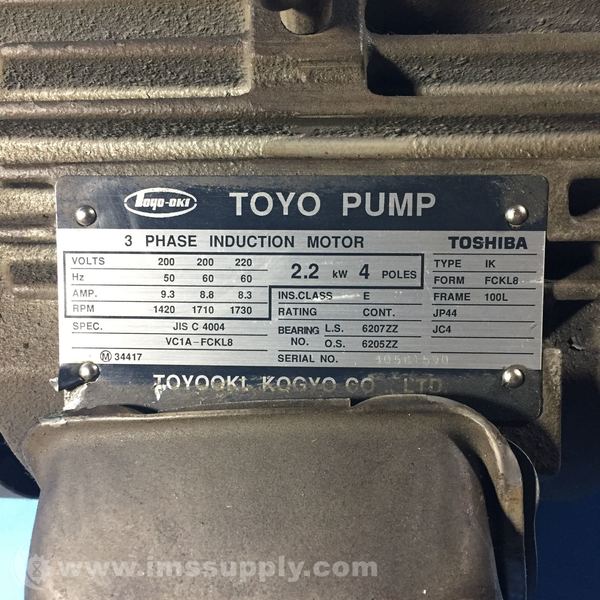 Toyo-oki TOYO PUMP
3 PHASE INDUCTION MOTOR TOSHIBA
VOLTS 200 200 220
Hz 50 60 60
AMP. 9.3 8.8 8.3
RPM 1420 1710 1730
SPEC. JIS C 4004
VC1A-FCKL8
M 34417
2.2 kW 4 POLES
INS.CLASS E
RATING CONT.
BEARING NO. L.S. 6207ZZ
O.S. 6205ZZ
SERIAL NO.
TYPE IK
FORM FCKL8
FRAME 100L
JP44
JC4
TOYOOKI KOGYO CO., LTD.
© www.imssupply.com